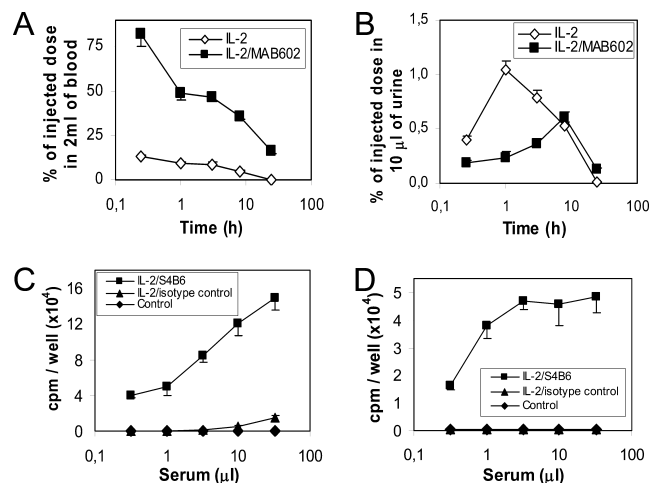 A
% of injected dose
in 2ml of blood
75
50
25
0
0,1
1,0
10
100
Time (h)
IL-2
IL-2/MAB602
B
% of injected dose in
10 μl of urine
1,5
1,0
0,5
0,0
0,1
1,0
10
100
Time (h)
IL-2
IL-2/MAB602
C
cpm / well (x10⁴)
16
12
8
4
0
0,1
1
10
100
Serum (μl)
IL-2/S4B6
IL-2/isotype control
Control
D
cpm / well (x10⁴)
5
4
3
2
1
0
0,1
1
10
100
Serum (μl)
IL-2/S4B6
IL-2/isotype control
Control